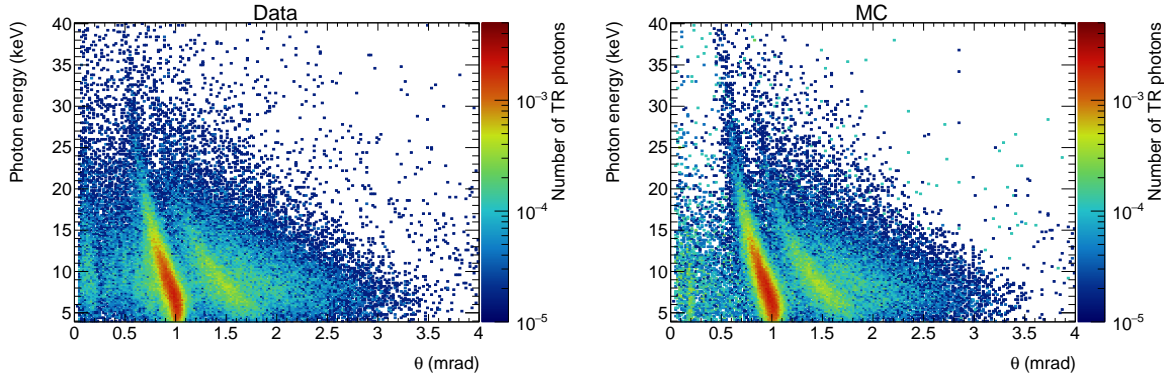 Data
Photon energy (keV)
40
35
30
25
20
15
10
5
0 0.5 1 1.5 2 2.5 3 3.5 4
θ (mrad)
Number of TR photons
10⁻³
10⁻⁴
10⁻⁵
MC
Photon energy (keV)
40
35
30
25
20
15
10
5
0 0.5 1 1.5 2 2.5 3 3.5 4
θ (mrad)
Number of TR photons
10⁻³
10⁻⁴
10⁻⁵